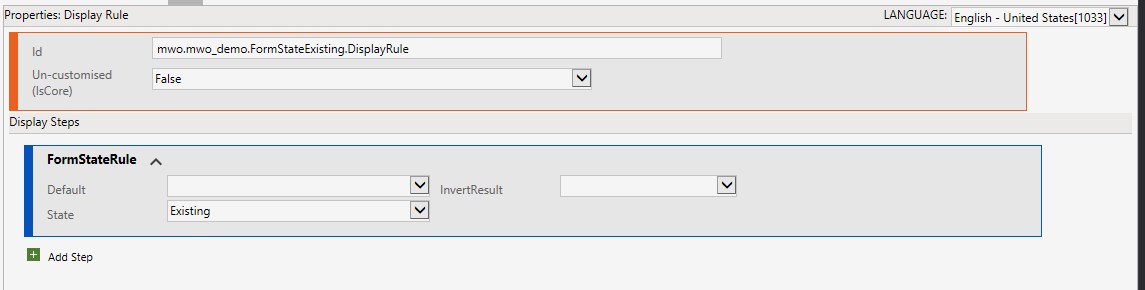 Properties: Display Rule LANGUAGE: English - United States[1033]
Id mwo.mwo_demo.FormStateExisting.DisplayRule
Un-customised False
(IsCore)
Display Steps
FormStateRule
Default InvertResult
State Existing
Add Step